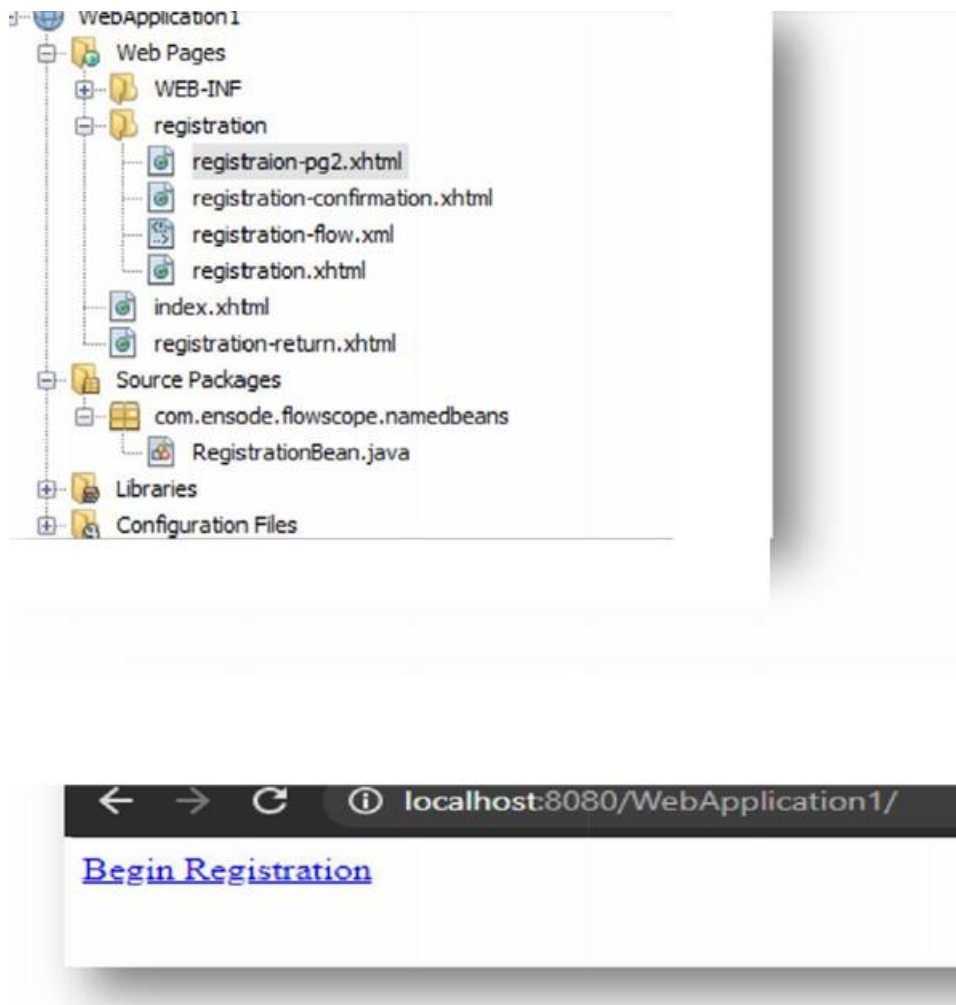 WebApplication1
Web Pages
WEB-INF
registration
registraion-pg2.xhtml
registration-confirmation.xhtml
registration-flow.xml
registration.xhtml
index.xhtml
registration-return.xhtml
Source Packages
com.ensode.flowscope.namedbeans
RegistrationBean.java
Libraries
Configuration Files
localhost:8080/WebApplication1/
Begin Registration